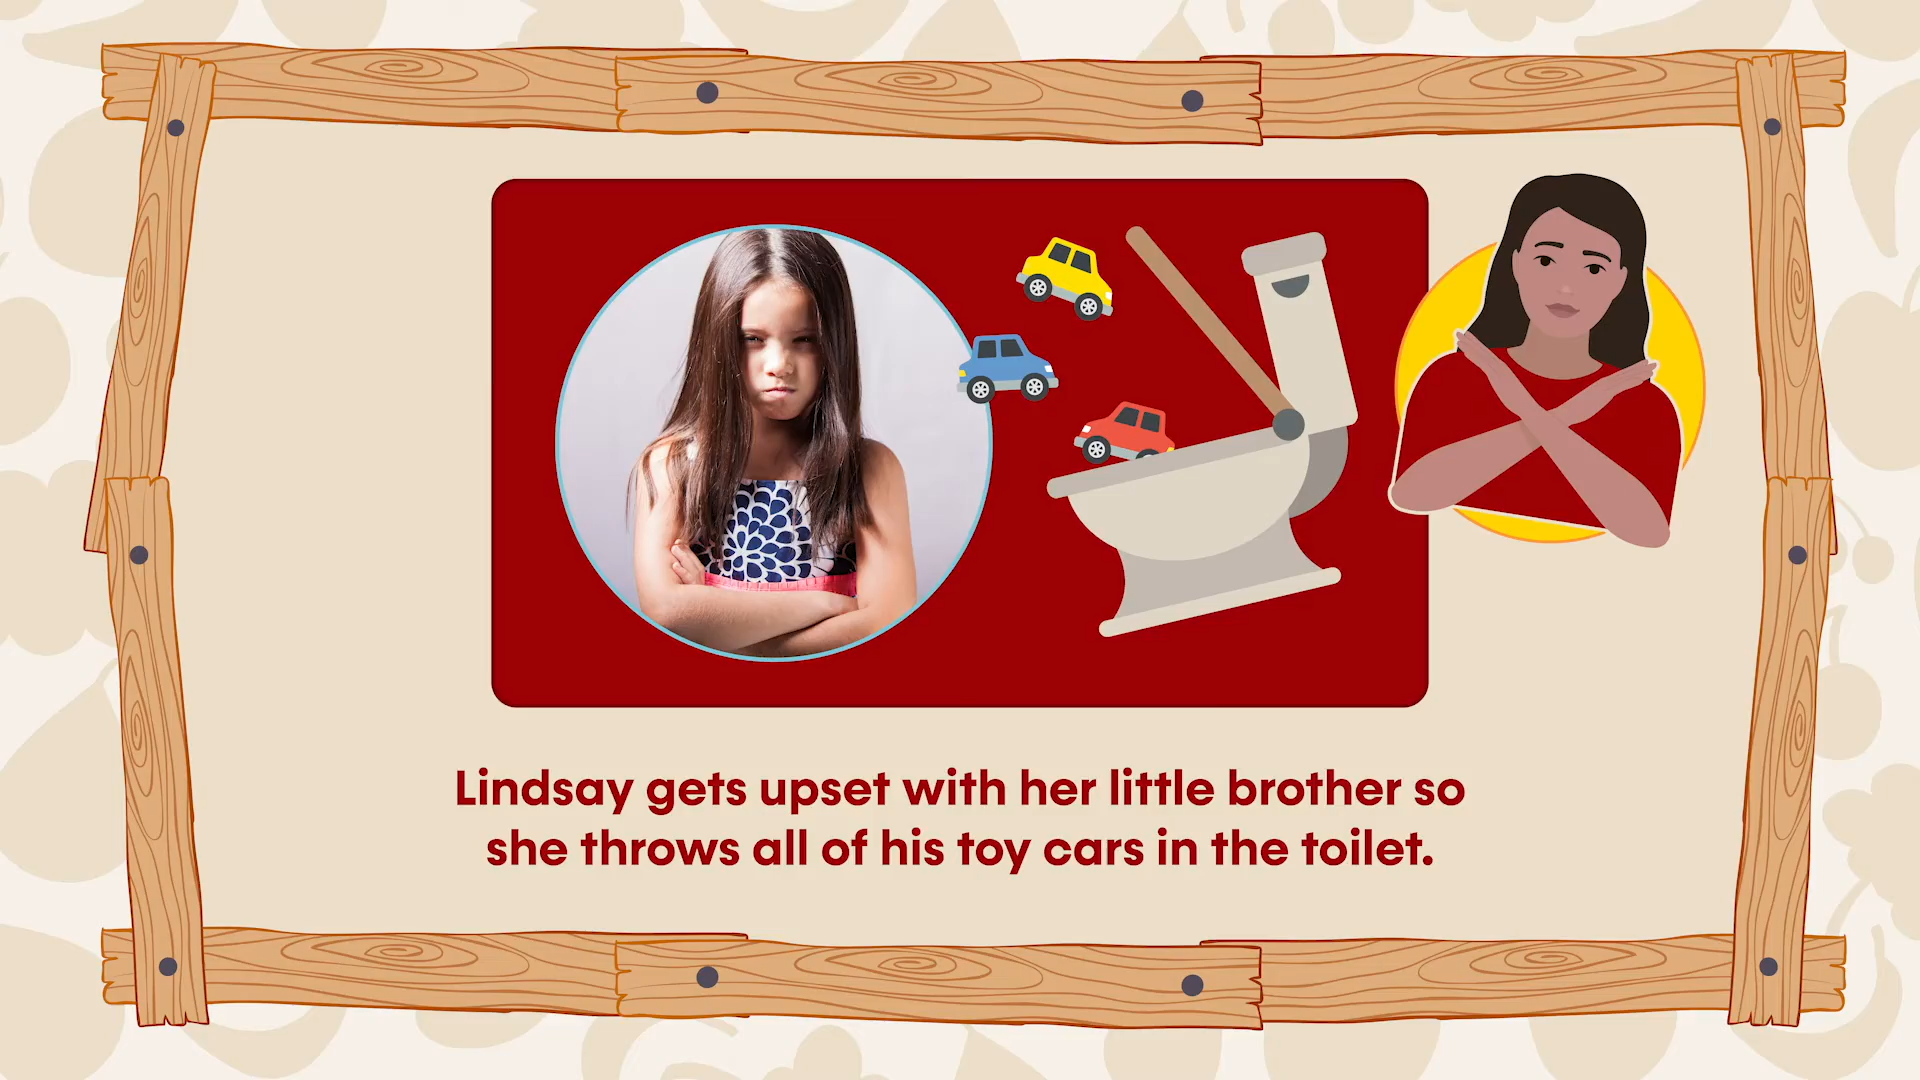 Lindsay gets upset with her little brother so
she throws all of his toy cars in the toilet.